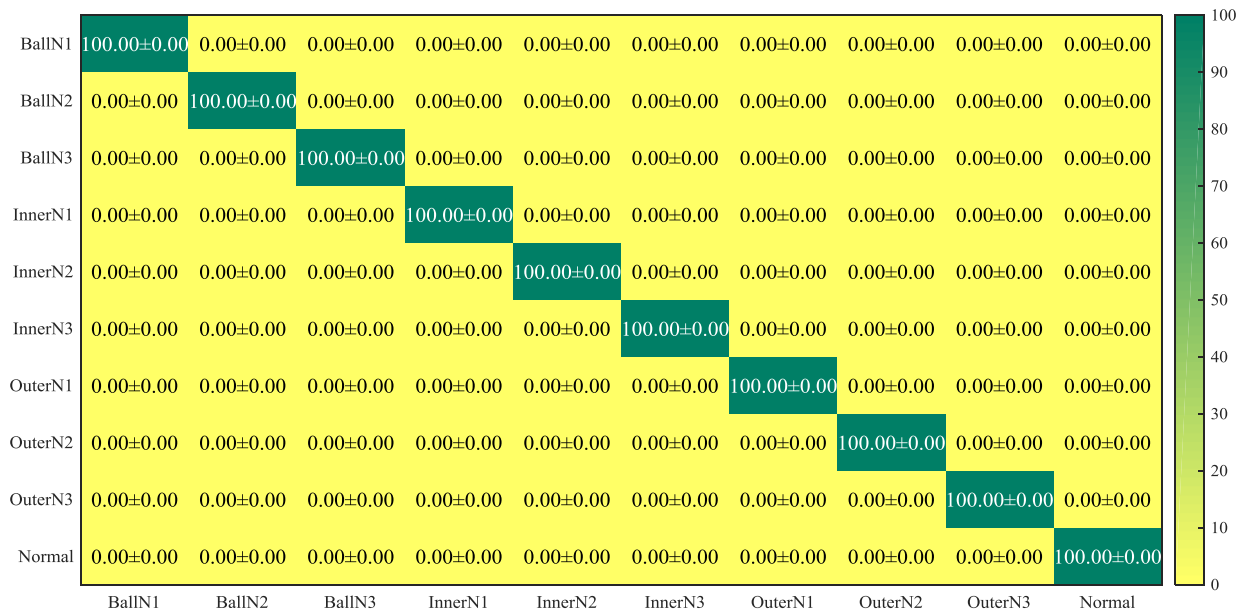 BallN1 100.00±0.00 0.00±0.00 0.00±0.00 0.00±0.00 0.00±0.00 0.00±0.00 0.00±0.00 0.00±0.00 0.00±0.00 0.00±0.00
BallN2 0.00±0.00 100.00±0.00 0.00±0.00 0.00±0.00 0.00±0.00 0.00±0.00 0.00±0.00 0.00±0.00 0.00±0.00 0.00±0.00
BallN3 0.00±0.00 0.00±0.00 100.00±0.00 0.00±0.00 0.00±0.00 0.00±0.00 0.00±0.00 0.00±0.00 0.00±0.00 0.00±0.00
InnerN1 0.00±0.00 0.00±0.00 0.00±0.00 100.00±0.00 0.00±0.00 0.00±0.00 0.00±0.00 0.00±0.00 0.00±0.00 0.00±0.00
InnerN2 0.00±0.00 0.00±0.00 0.00±0.00 0.00±0.00 100.00±0.00 0.00±0.00 0.00±0.00 0.00±0.00 0.00±0.00 0.00±0.00
InnerN3 0.00±0.00 0.00±0.00 0.00±0.00 0.00±0.00 0.00±0.00 100.00±0.00 0.00±0.00 0.00±0.00 0.00±0.00 0.00±0.00
OuterN1 0.00±0.00 0.00±0.00 0.00±0.00 0.00±0.00 0.00±0.00 0.00±0.00 100.00±0.00 0.00±0.00 0.00±0.00 0.00±0.00
OuterN2 0.00±0.00 0.00±0.00 0.00±0.00 0.00±0.00 0.00±0.00 0.00±0.00 0.00±0.00 100.00±0.00 0.00±0.00 0.00±0.00
OuterN3 0.00±0.00 0.00±0.00 0.00±0.00 0.00±0.00 0.00±0.00 0.00±0.00 0.00±0.00 0.00±0.00 100.00±0.00 0.00±0.00
Normal 0.00±0.00 0.00±0.00 0.00±0.00 0.00±0.00 0.00±0.00 0.00±0.00 0.00±0.00 0.00±0.00 0.00±0.00 100.00±0.00
BallN1 BallN2 BallN3 InnerN1 InnerN2 InnerN3 OuterN1 OuterN2 OuterN3 Normal
100
90
80
70
60
50
40
30
20
10
0